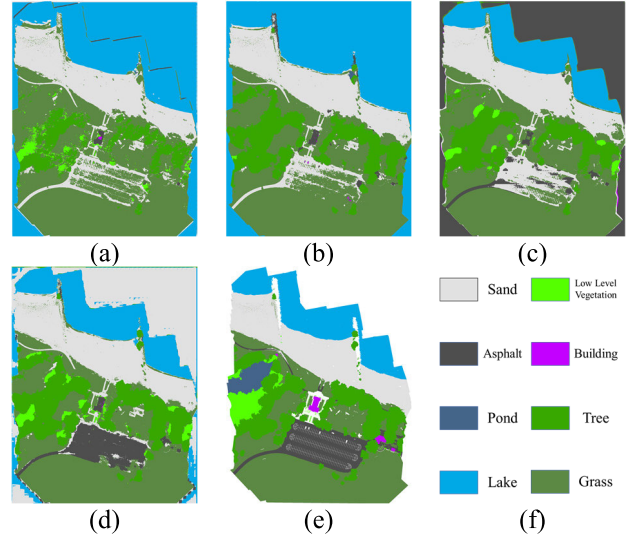 (a)
(b)
(c)
Sand
Low Level
Vegetation
Asphalt
Building
Pond
Tree
Lake
Grass
(d)
(e)
(f)